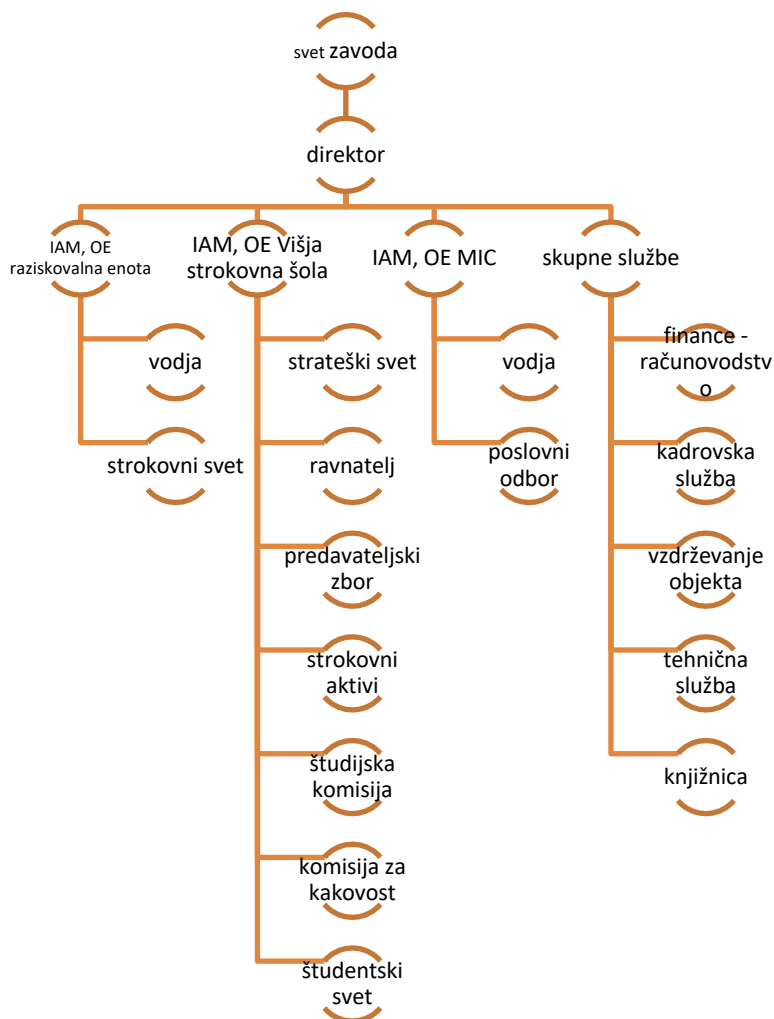 svet zavoda
direktor
IAM, OE
raziskovalna enota
vodja
strokovni svet
IAM, OE Višja
strokovna šola
strateški svet
ravnatelj
predavateljski
zbor
strokovni
aktivi
študijska
komisija
komisija za
kakovost
študentski
svet
IAM, OE MIC
vodja
poslovni
odbor
skupne službe
finance -
računovodstv
o
kadrovska
služba
vzdrževanje
objekta
tehnična
služba
knjižnica